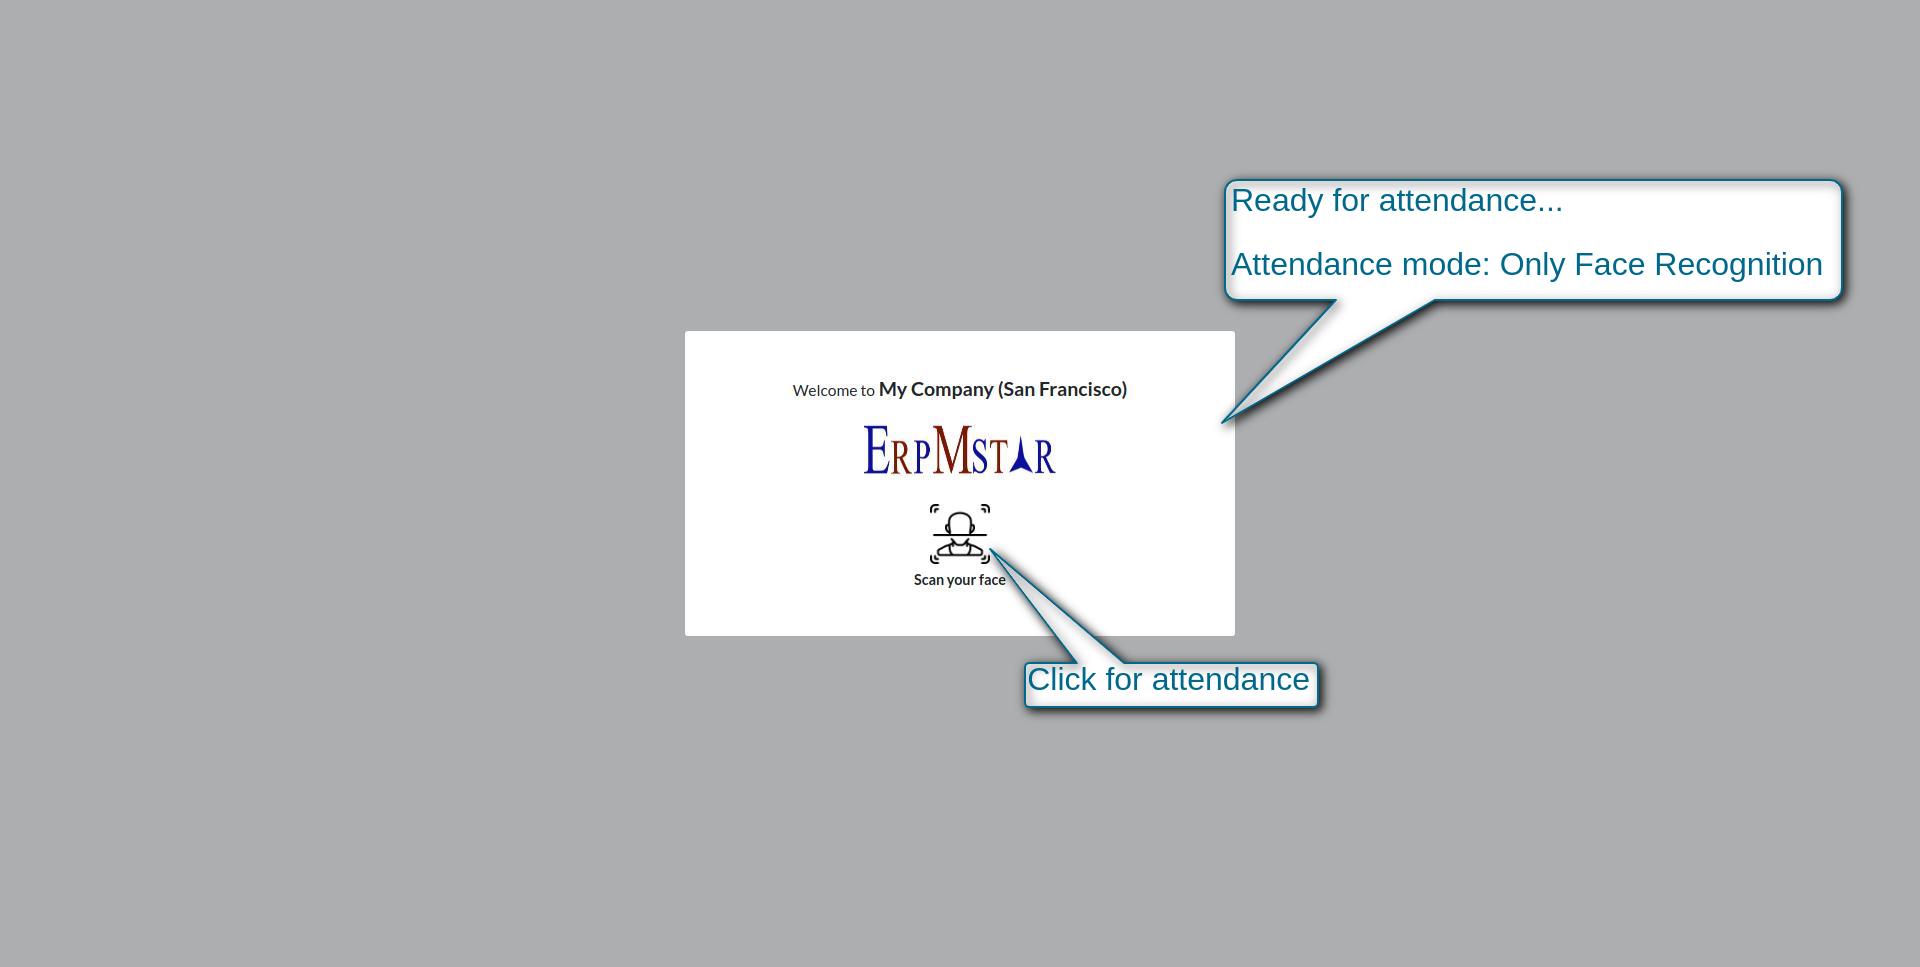 Ready for attendance...
Attendance mode: Only Face Recognition
Welcome to My Company (San Francisco)
ERPMSTAR
Scan your face
Click for attendance